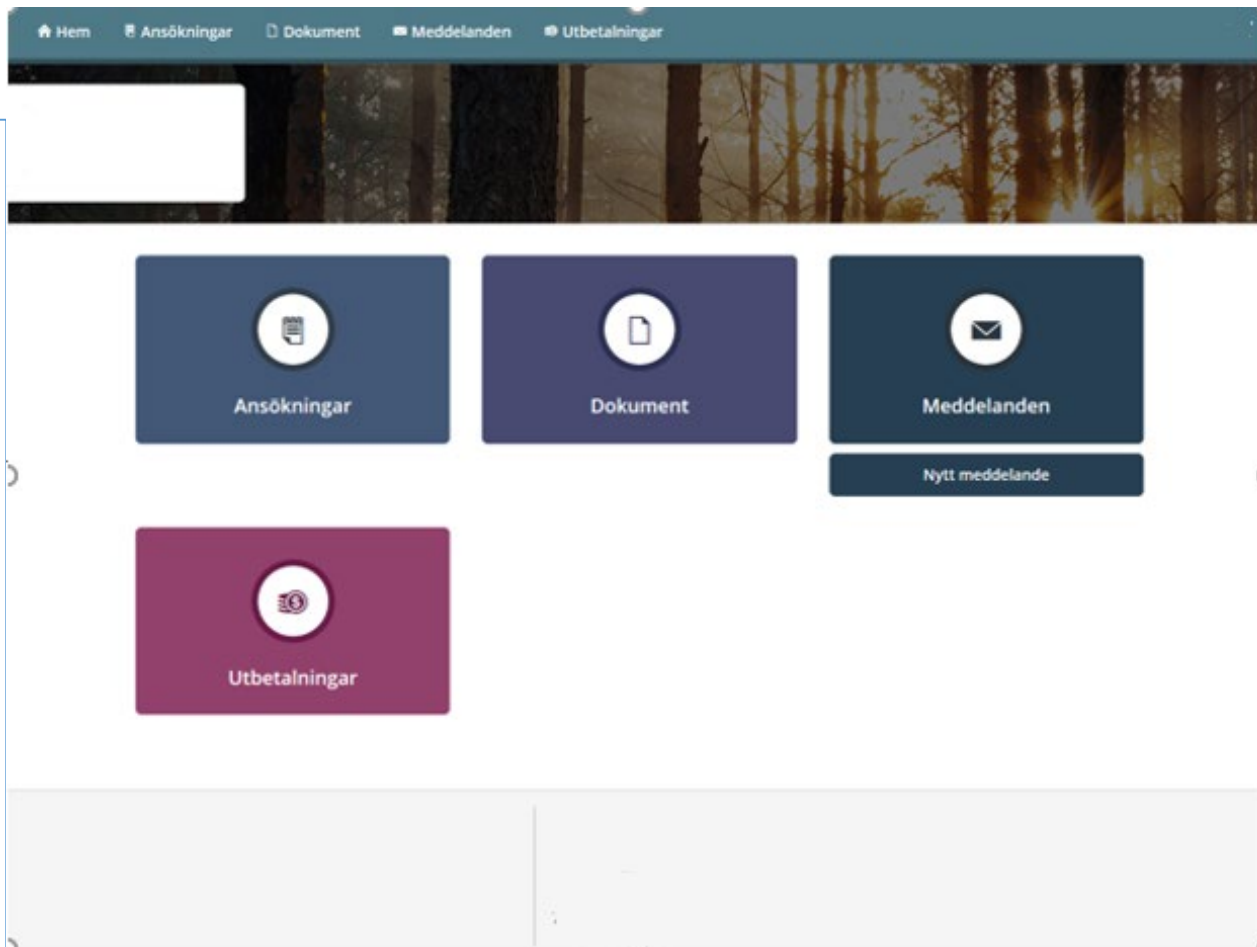 Hem Ansökningar Dokument Meddelanden Utbetalningar
Ansökningar
Dokument
Meddelanden
Nytt meddelande
Utbetalningar